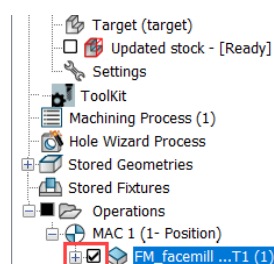 Target (target)
Updated stock - [Ready]
Settings
ToolKit
Machining Process (1)
Hole Wizard Process
Stored Geometries
Stored Fixtures
Operations
MAC 1 (1- Position)
FM_facemill ...T1 (1)